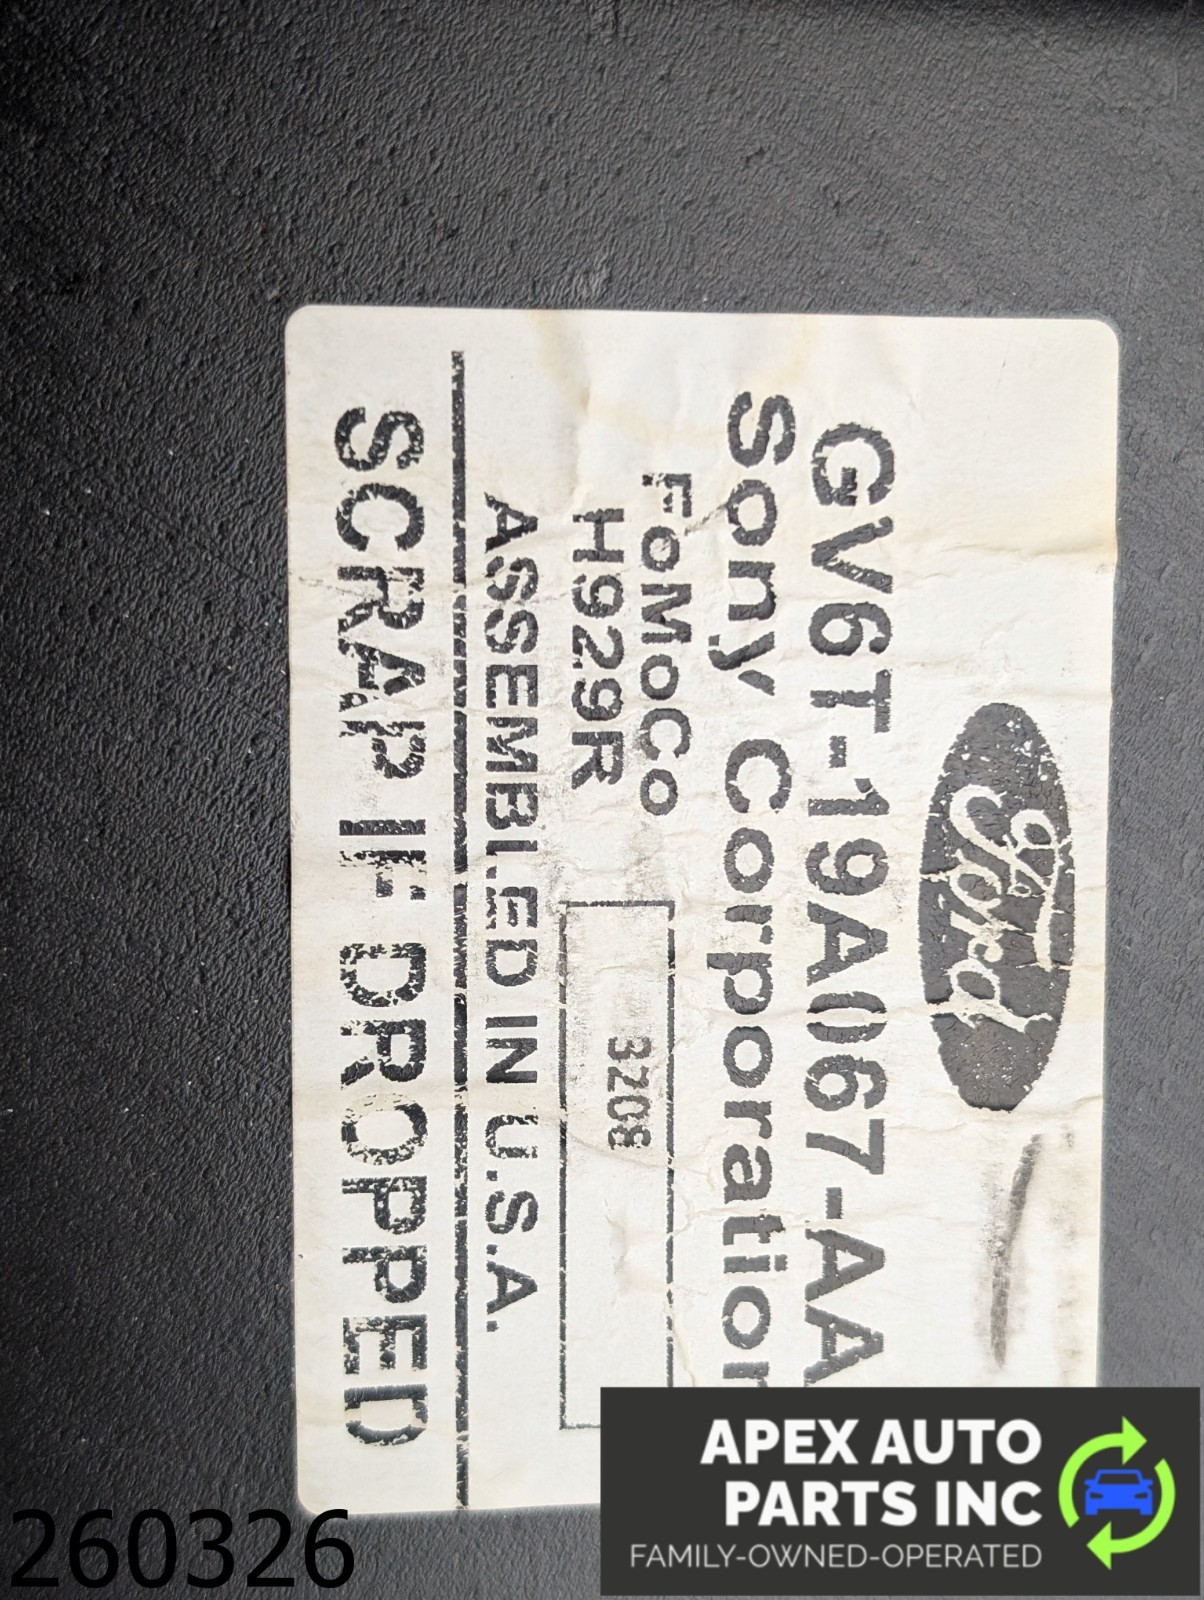 Ford
GV6T-19A067-AA
Sony Corporation
FoMoCo
H929R
3208
ASSEMBLED IN U.S.A.
SCRAP IF DROPPED
260326
APEX AUTO
PARTS INC
FAMILY-OWNED-OPERATED